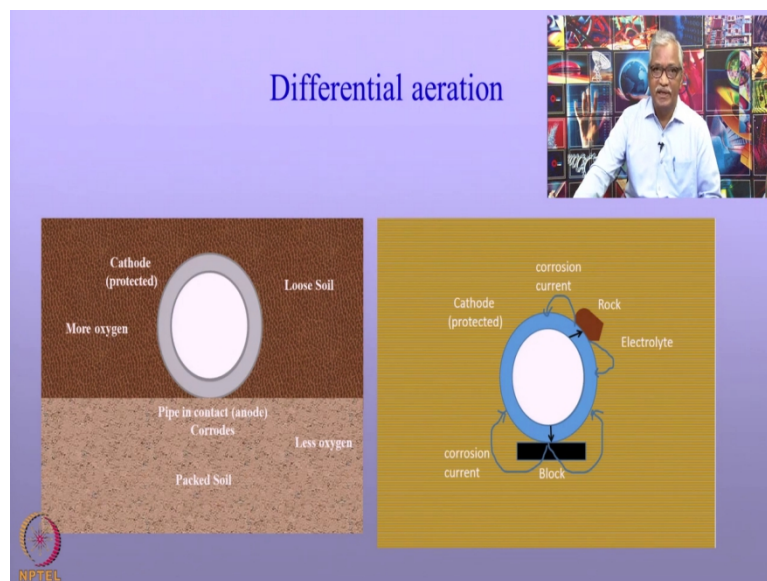 Differential aeration
Cathode
(protected)
Loose Soil
More oxygen
Pipe in contact (anode)
Corrodes
Less oxygen
Packed Soil
corrosion
current
Rock
Cathode
(protected)
Electrolyte
corrosion
current
Block
NPTEL